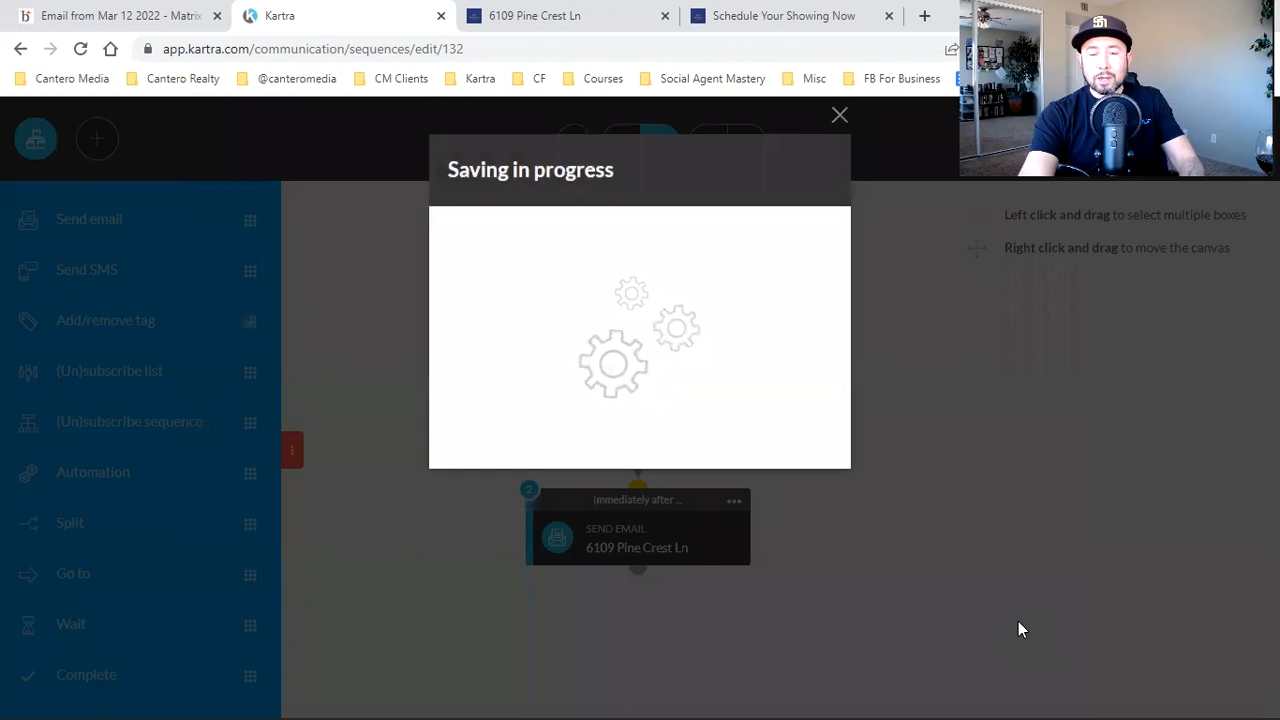 Email from Mar 12 2022 - Matrix
Kartra
6109 Pine Crest Ln
Schedule Your Showing Now
app.kartra.com/communication/sequences/edit/132
Cantero Media
Cantero Realty
@canteromedia
CM Clients
Kartra
CF
Courses
Social Agent Mastery
Misc
FB For Business
Saving in progress
Send email
Send SMS
Add/remove tag
(Un)subscribe list
(Un)subscribe sequence
Automation
Split
Go to
Wait
Complete
Left click and drag to select multiple boxes
Right click and drag to move the canvas
2
Immediately after ...
SEND EMAIL
6109 Pine Crest Ln